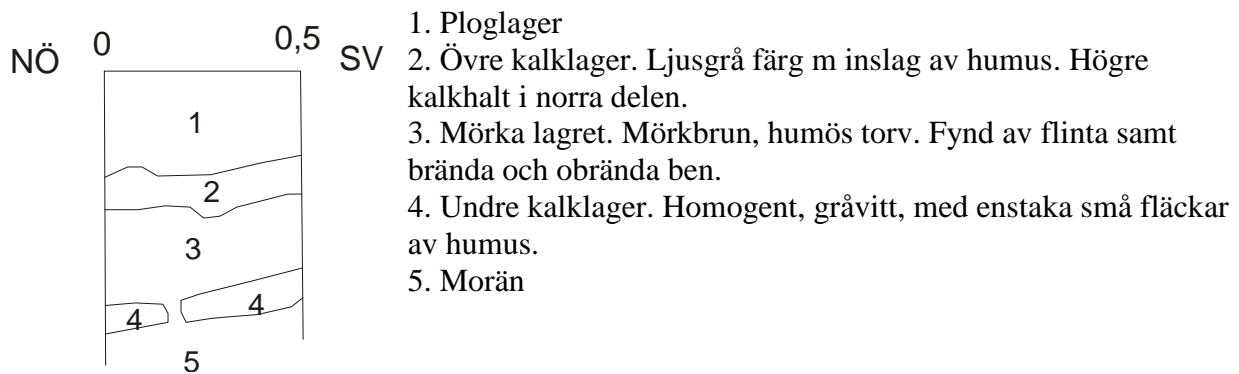 NÖ 0 0,5 SV
1
2
3
4 4
5
1. Ploglager
2. Övre kalklager. Ljusgrå färg m inslag av humus. Högre
kalkhalt i norra delen.
3. Mörka lagret. Mörkbrun, humös torv. Fynd av flinta samt
brända och obrända ben.
4. Undre kalklager. Homogent, gråvitt, med enstaka små fläckar
av humus.
5. Morän